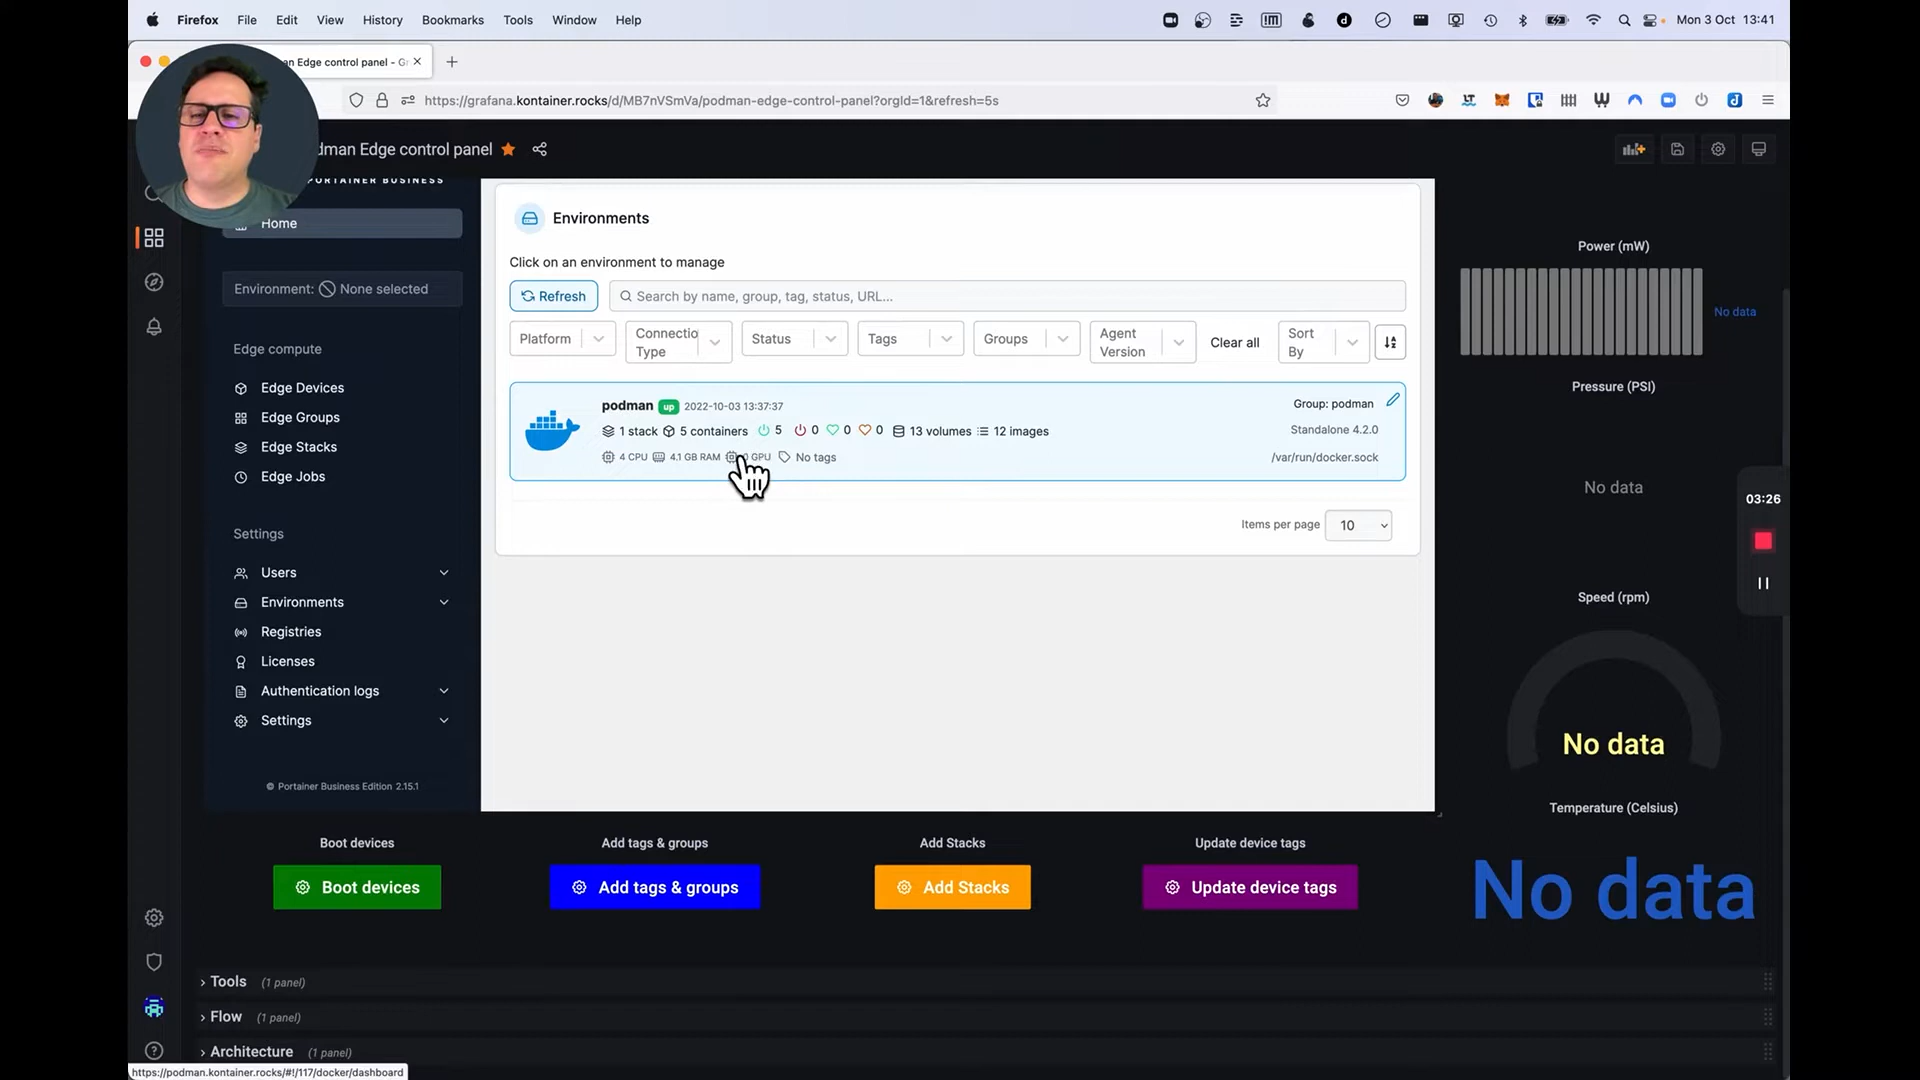 Firefox File Edit View History Bookmarks Tools Window Help
Mon 3 Oct 13:41
an Edge control panel - Gr
https://grafana.kontainer.rocks/d/MB7nVSmVa/podman-edge-control-panel?orgId=1&refresh=5s
dman Edge control panel
PORTAINER BUSINESS
Home
Environment: None selected
Edge compute
Edge Devices
Edge Groups
Edge Stacks
Edge Jobs
Settings
Users
Environments
Registries
Licenses
Authentication logs
Settings
© Portainer Business Edition 2.15.1
Environments
Click on an environment to manage
Refresh
Search by name, group, tag, status, URL...
Platform
Connectio
Type
Status
Tags
Groups
Agent
Version
Clear all
Sort
By
podman up 2022-10-03 13:37:37
Group: podman
1 stack 5 containers 5 0 0 0 13 volumes 12 images
Standalone 4.2.0
4 CPU 4.1 GB RAM 0 GPU No tags
/var/run/docker.sock
Items per page 10
Power (mW)
No data
Pressure (PSI)
No data
03:26
Speed (rpm)
No data
Temperature (Celsius)
No data
Boot devices
Add tags & groups
Add Stacks
Update device tags
Boot devices
Add tags & groups
Add Stacks
Update device tags
Tools (1 panel)
Flow (1 panel)
Architecture (1 panel)
https://podman.kontainer.rocks/#!/117/docker/dashboard